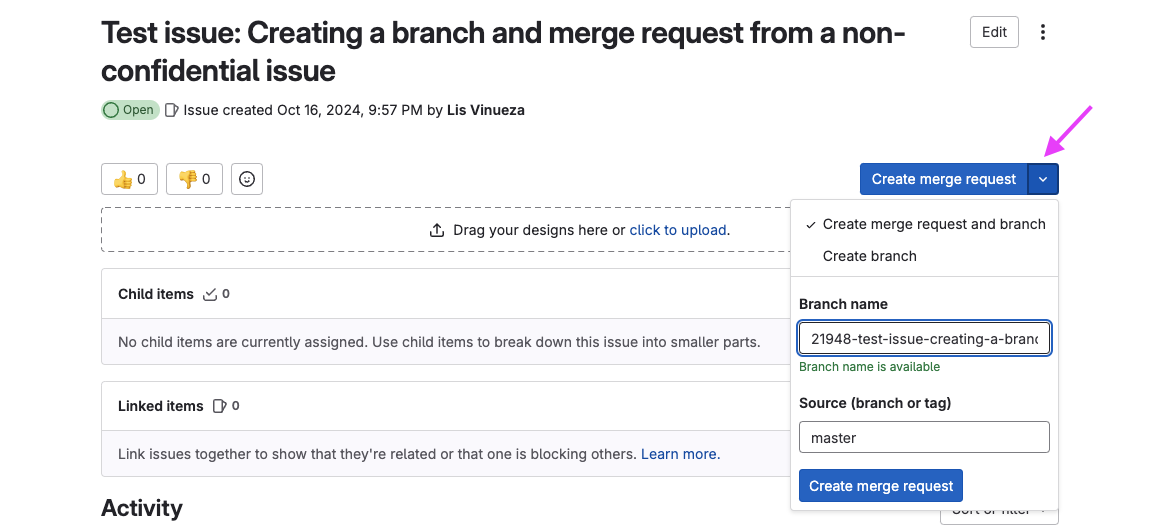 Test issue: Creating a branch and merge request from a non-
confidential issue
Edit
Open Issue created Oct 16, 2024, 9:57 PM by Lis Vinueza
0
0
Create merge request
Drag your designs here or click to upload.
Create merge request and branch
Create branch
Child items 0
Branch name
No child items are currently assigned. Use child items to break down this issue into smaller parts.
21948-test-issue-creating-a-branc
Branch name is available
Linked items 0
Source (branch or tag)
master
Link issues together to show that they're related or that one is blocking others. Learn more.
Create merge request
Activity
Sort or filter